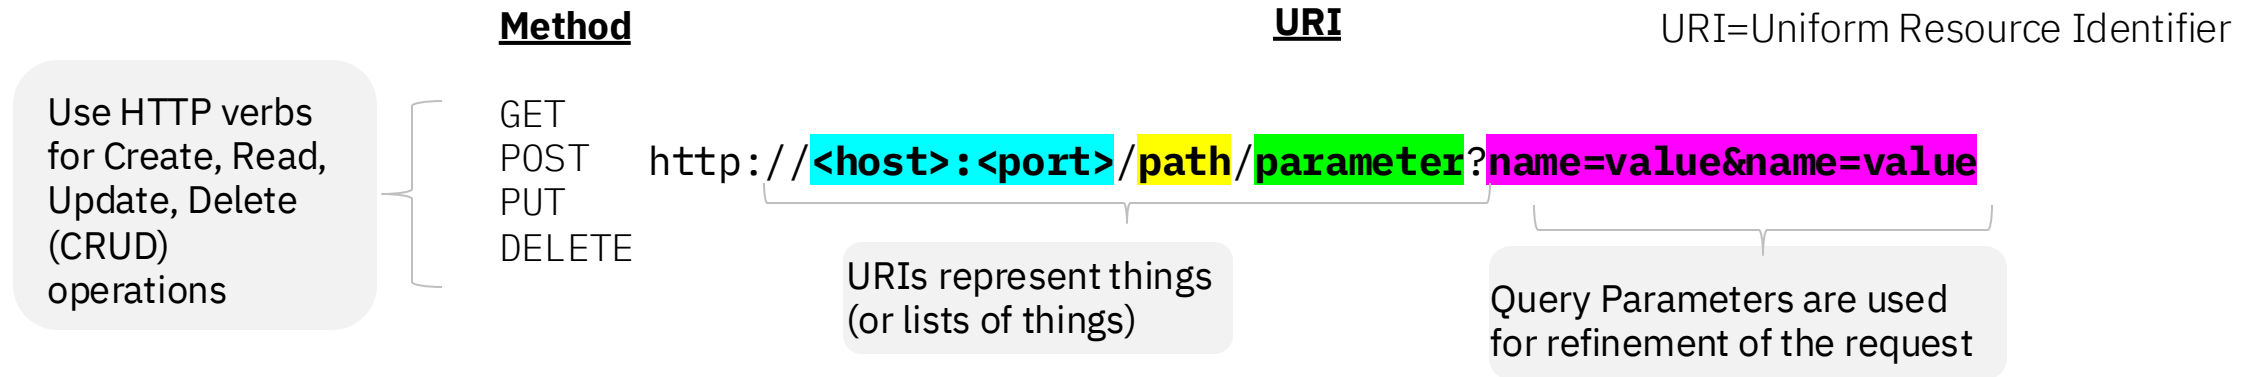 Method
URI
URI=Uniform Resource Identifier
Use HTTP verbs
for Create, Read,
Update, Delete
(CRUD)
operations
GET
POST
PUT
DELETE
http://<host>:<port>/path/parameter?name=value&name=value
URIs represent things
(or lists of things)
Query Parameters are used
for refinement of the request